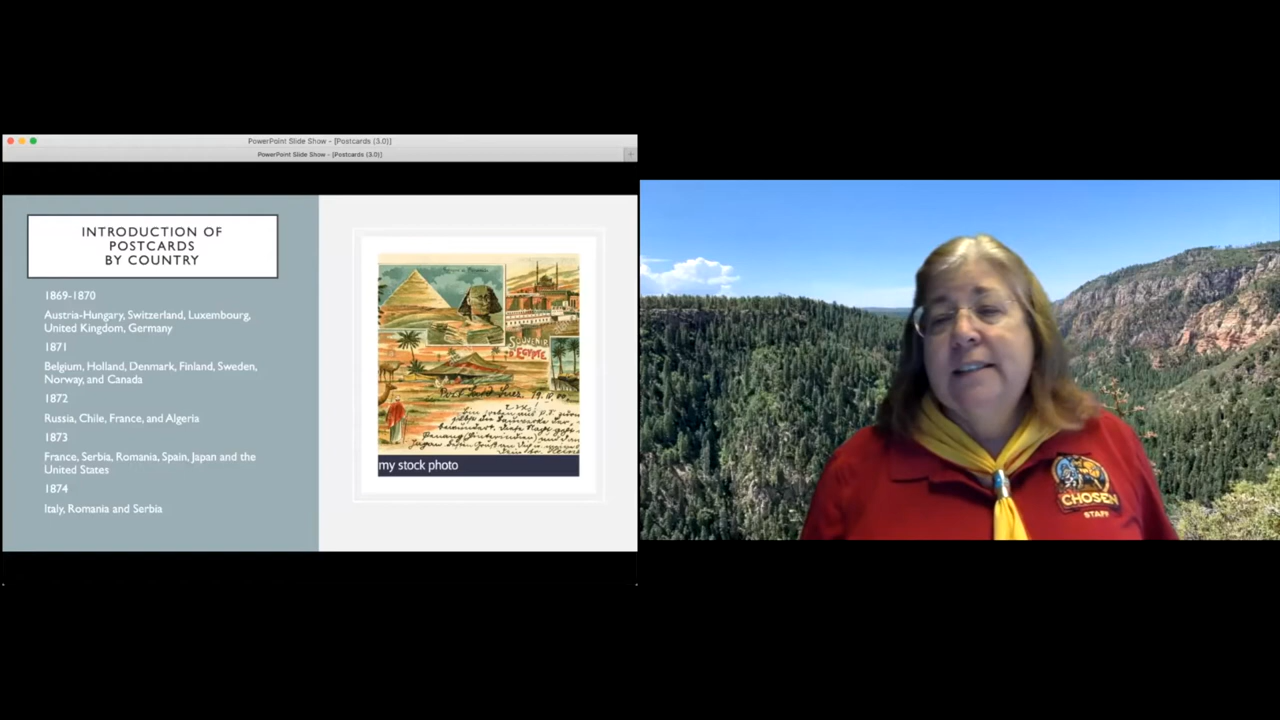 PowerPoint Slide Show - [Postcards (3.0)]
PowerPoint Slide Show - [Postcards (3.0)]
INTRODUCTION OF
POSTCARDS
BY COUNTRY
1869-1870
Austria-Hungary, Switzerland, Luxembourg,
United Kingdom, Germany
1871
Belgium, Holland, Denmark, Finland, Sweden,
Norway, and Canada
1872
Russia, Chile, France, and Algeria
1873
France, Serbia, Romania, Spain, Japan and the
United States
1874
Italy, Romania and Serbia
SOUVENIR
D'EGYPTE
my stock photo
CHOSEN
STAFF